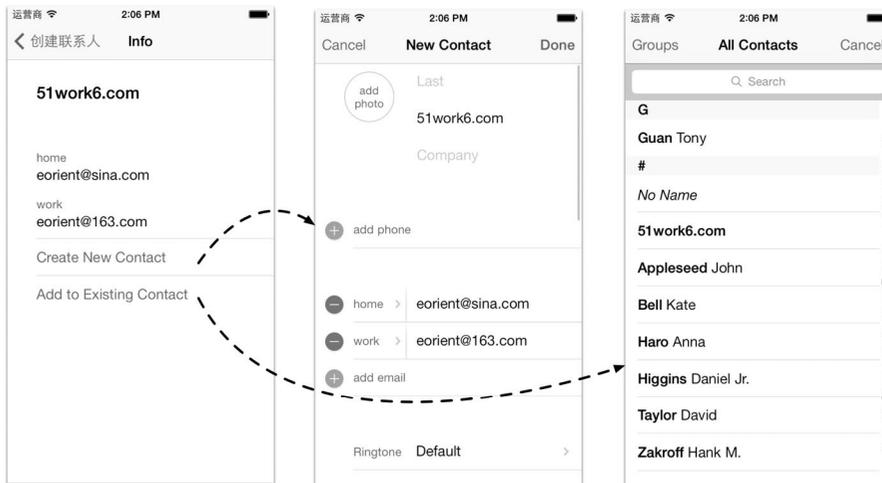 运营商 2:06 PM
创建联系人 Info
51work6.com
home
eorient@sina.com
work
eorient@163.com
Create New Contact
Add to Existing Contact
运营商 2:06 PM
Cancel New Contact Done
add
photo
Last
51work6.com
Company
add phone
home eorient@sina.com
work eorient@163.com
add email
Ringtone Default
运营商 2:06 PM
Groups All Contacts Cancel
Search
G
Guan Tony
#
No Name
51work6.com
Appleseed John
Bell Kate
Haro Anna
Higgins Daniel Jr.
Taylor David
Zakroff Hank M.